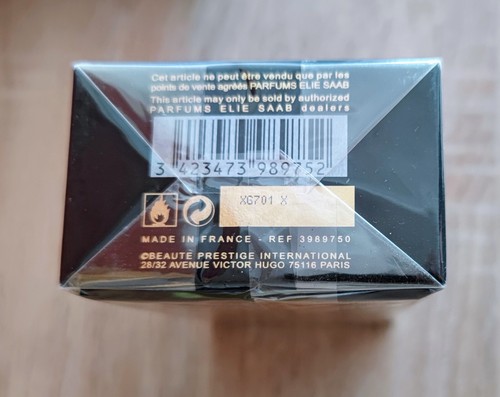 Cet article ne peut être vendu que par les
points de vente agréés PARFUMS ELIE SAAB
This article may only be sold by authorized
PARFUMS ELIE SAAB dealers
3 423473 989752
XG701 X
MADE IN FRANCE - REF 3989750
©BEAUTE PRESTIGE INTERNATIONAL
28/32 AVENUE VICTOR HUGO 75116 PARIS